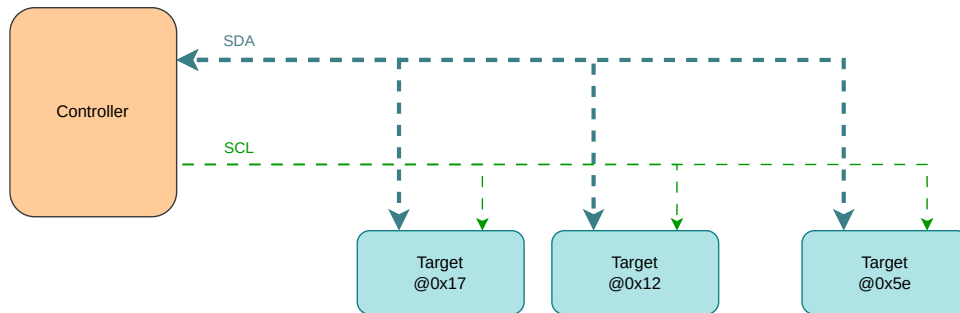 SDA
Controller
SCL
Target
@0x17
Target
@0x12
Target
@0x5e